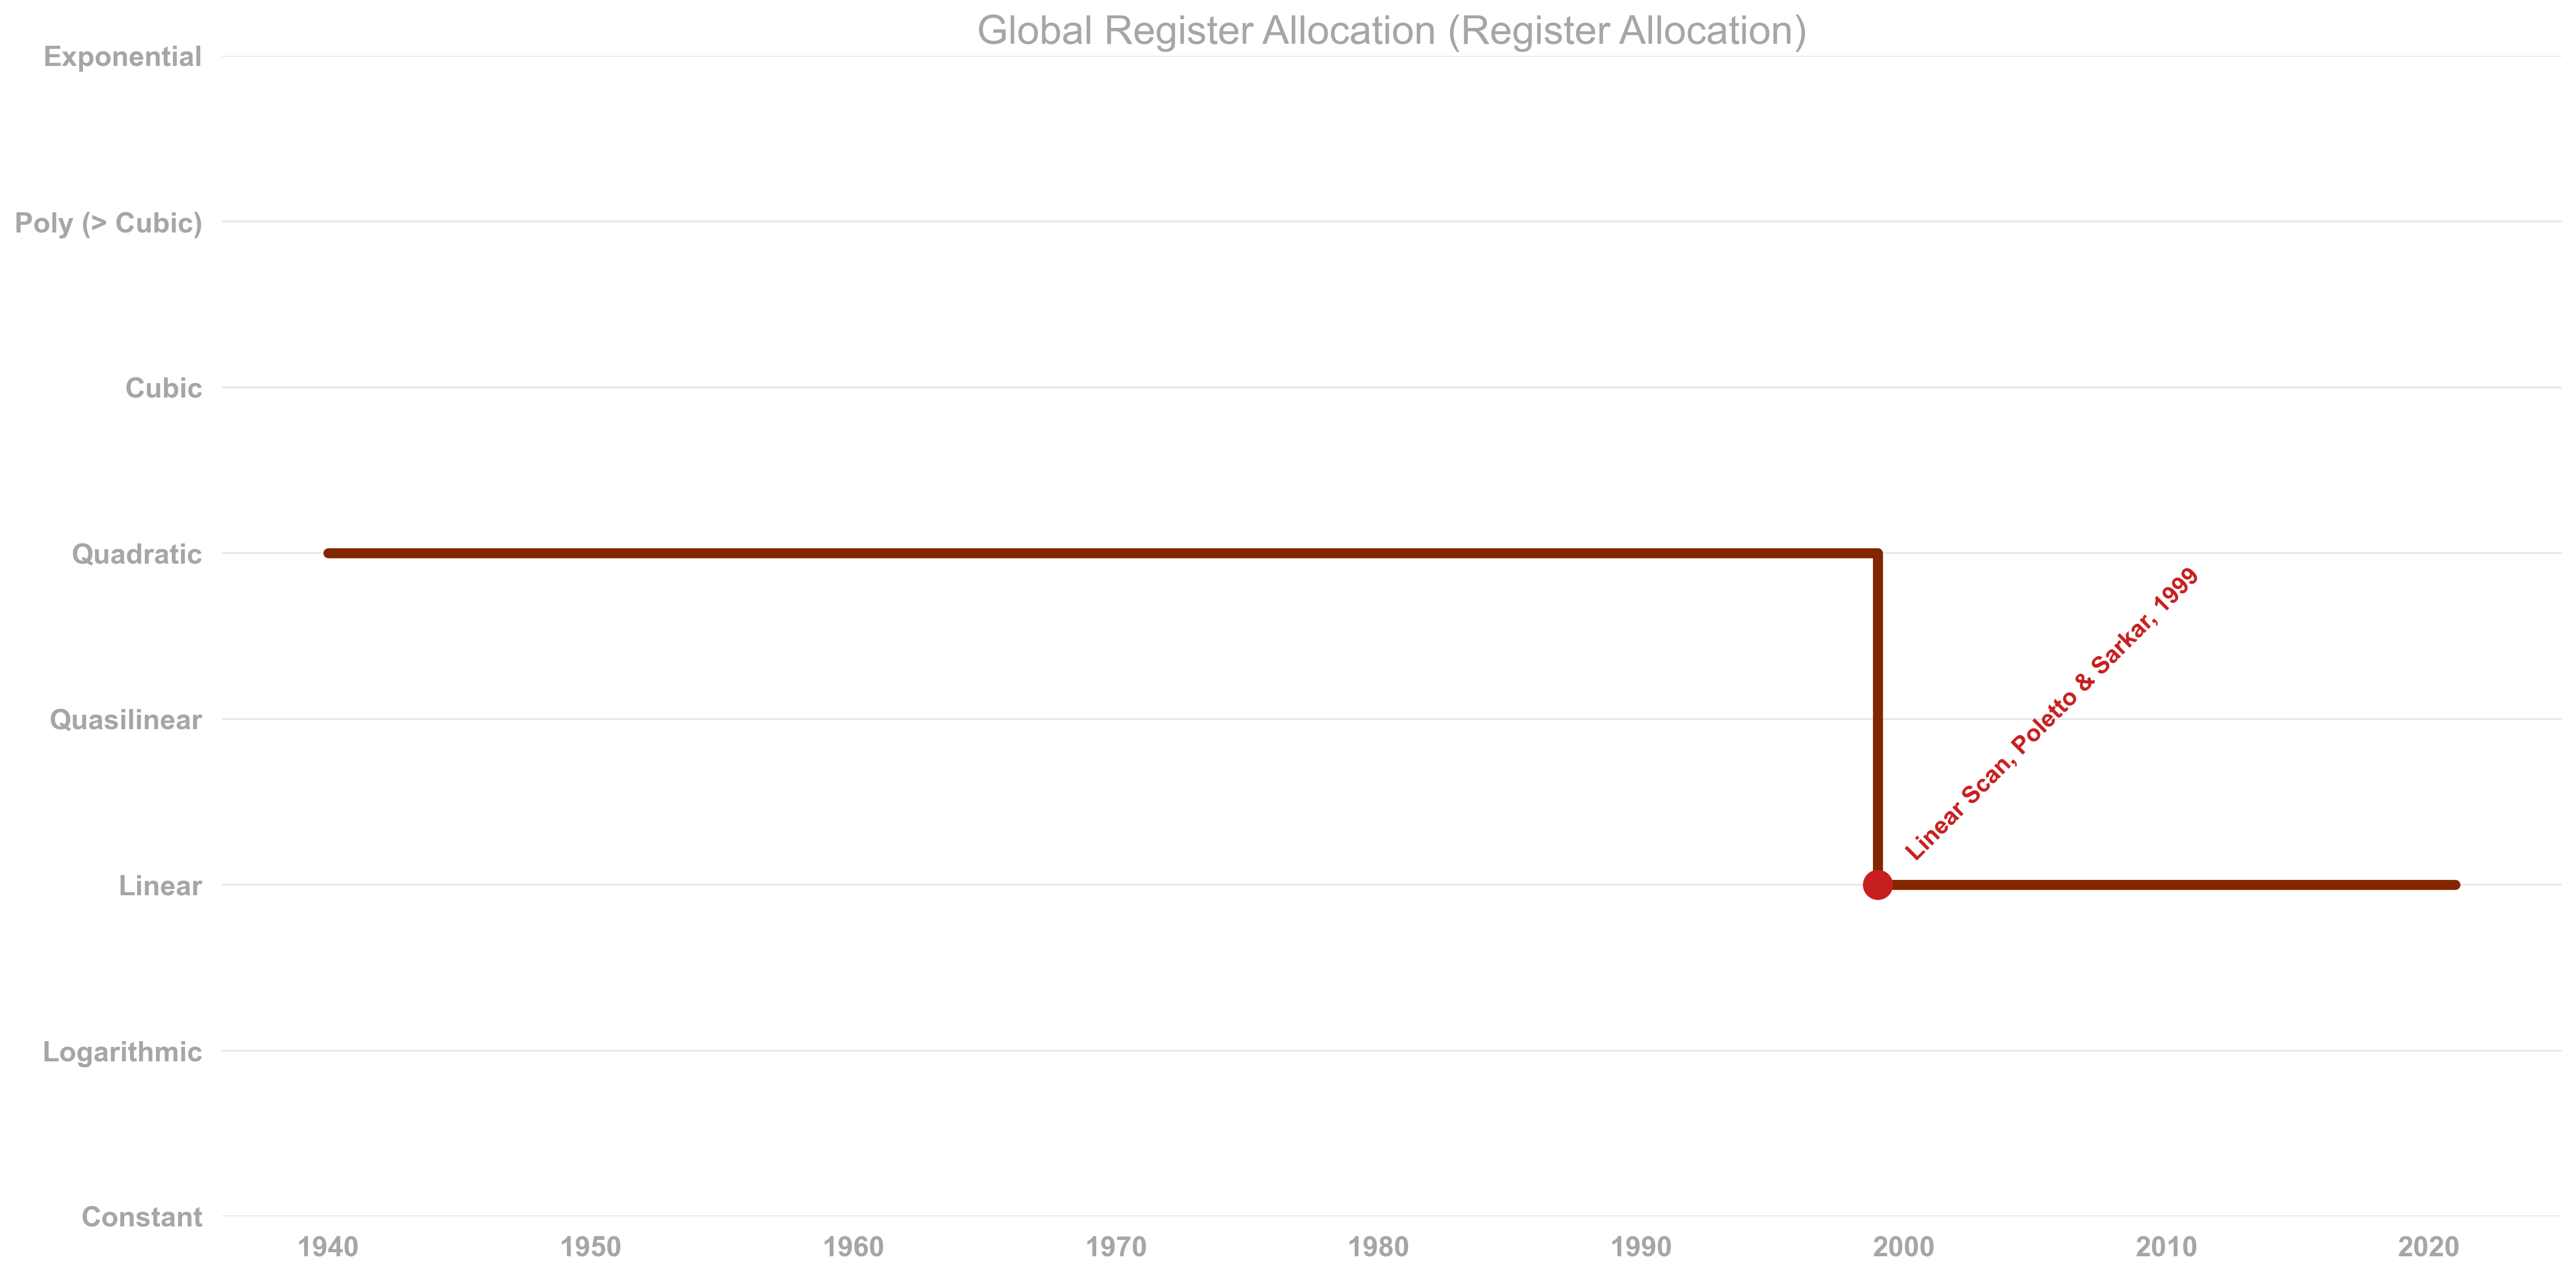 Global Register Allocation (Register Allocation)
Exponential
Poly (> Cubic)
Cubic
Quadratic
Quasilinear
Linear
Logarithmic
Constant
Linear Scan, Poletto & Sarkar, 1999
1940 1950 1960 1970 1980 1990 2000 2010 2020